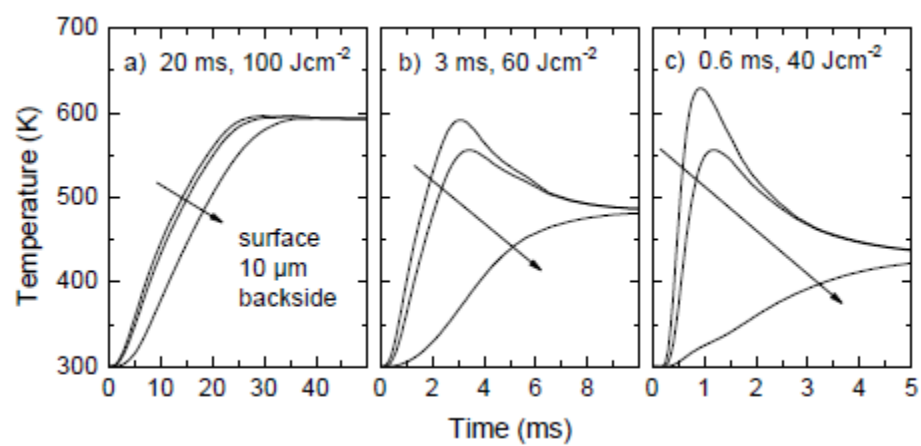 Temperature (K)
700
600
500
400
300
a) 20 ms, 100 Jcm-2
surface
10 µm
backside
0 10 20 30 40
b) 3 ms, 60 Jcm-2
0 2 4 6 8
c) 0.6 ms, 40 Jcm-2
0 1 2 3 4 5
Time (ms)